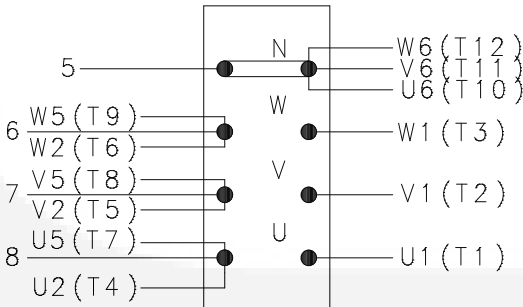 N
W6(T12)
5
V6(T11)
U6(T10)
W
W5(T9)
6
W1(T3)
W2(T6)
V
V5(T8)
7
V1(T2)
V2(T5)
U
U5(T7)
8
U1(T1)
U2(T4)